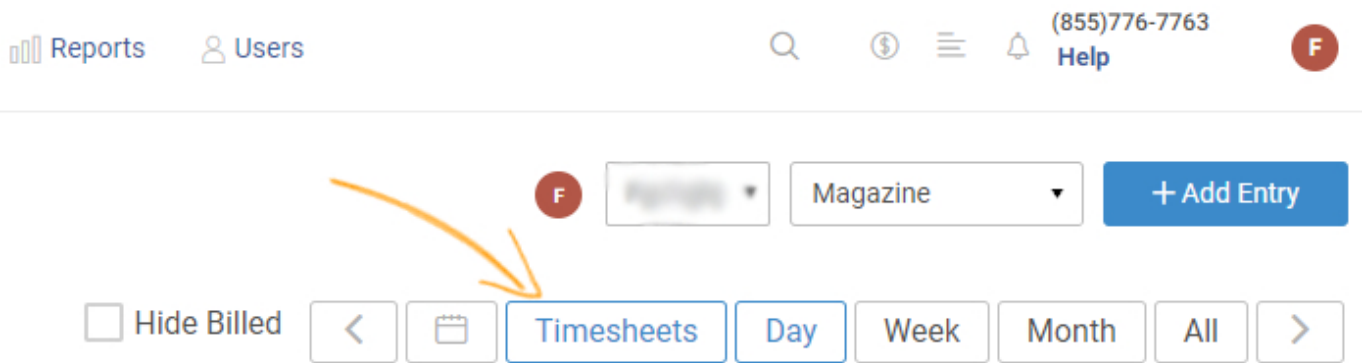 (855)776-7763
Reports Users Help F
F Magazine + Add Entry
Hide Billed Timesheets Day Week Month All